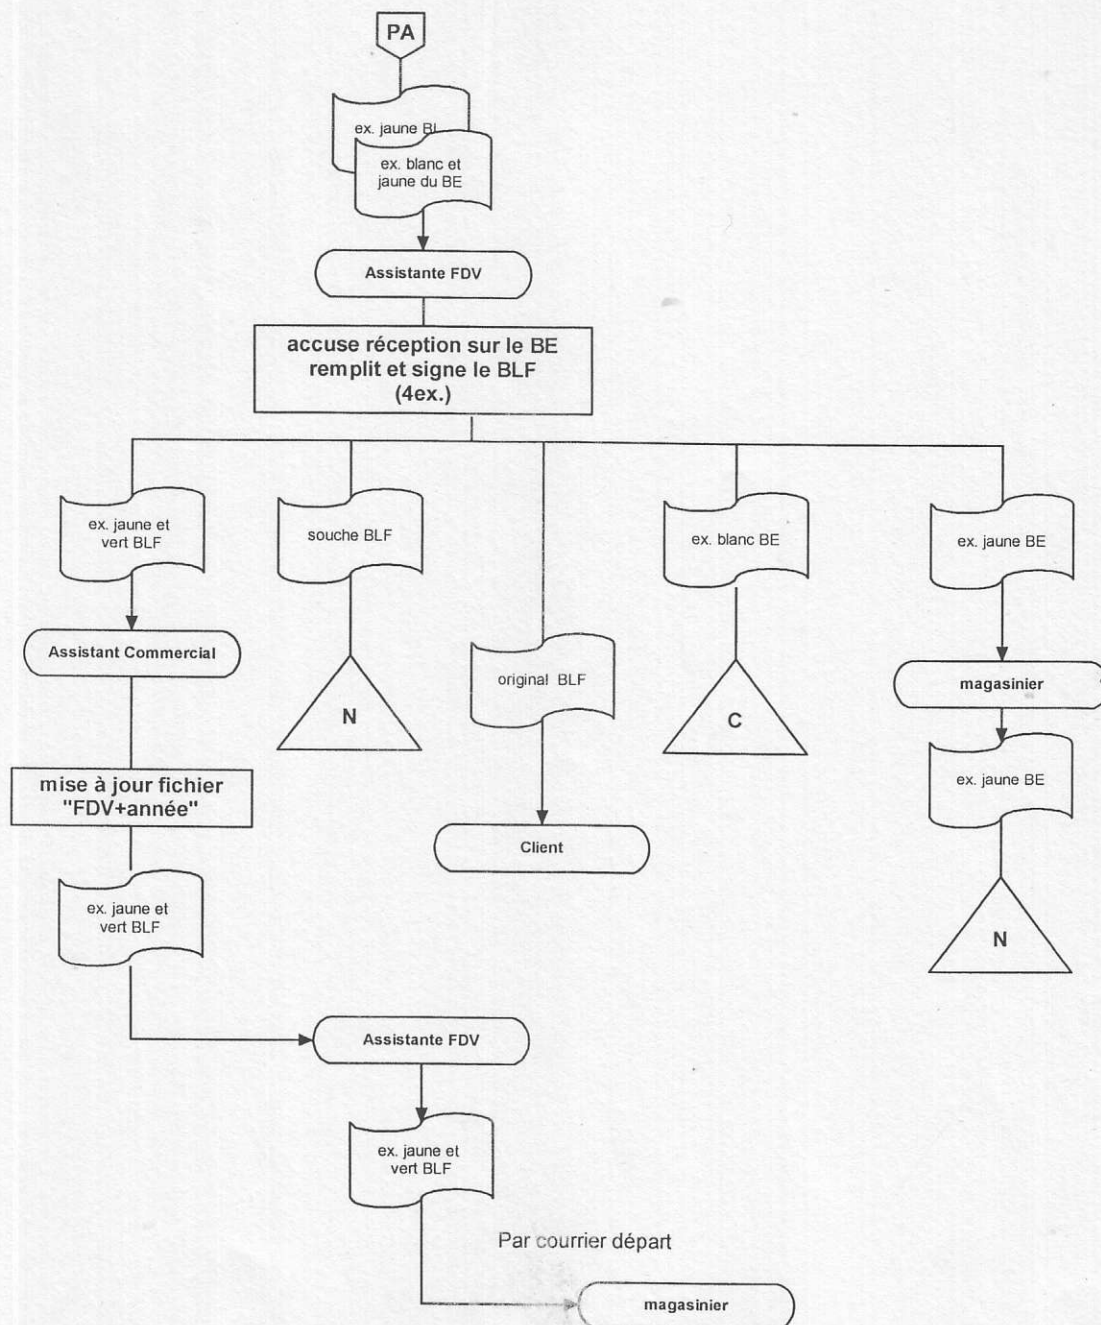 PA
ex. jaune BL
ex. blanc et
jaune du BE
Assistante FDV
accuse réception sur le BE
remplit et signe le BLF
(4ex.)
ex. jaune et
vert BLF
souche BLF
ex. blanc BE
ex. jaune BE
Assistant Commercial
original BLF
magasinier
N
C
mise à jour fichier
"FDV+année"
ex. jaune BE
Client
ex. jaune et
vert BLF
N
Assistante FDV
ex. jaune et
vert BLF
Par courrier départ
magasinier